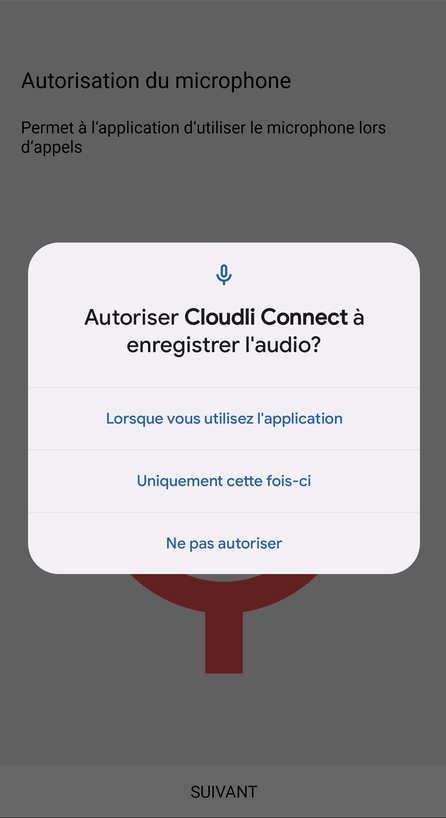 Autorisation du microphone
Permet à l'application d'utiliser le microphone lors
d'appels
Autoriser Cloudli Connect à
enregistrer l'audio?
Lorsque vous utilisez l'application
Uniquement cette fois-ci
Ne pas autoriser
SUIVANT